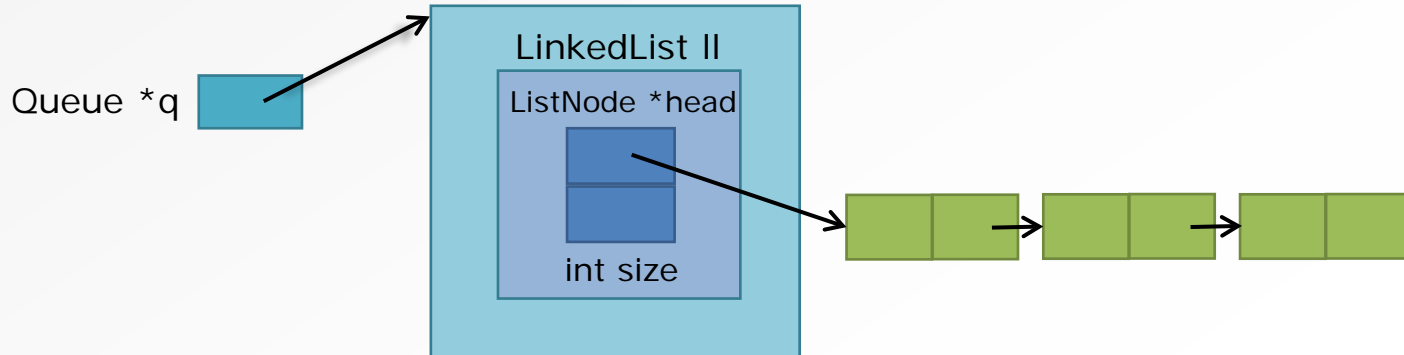 LinkedList ll
Queue *q
ListNode *head
int size